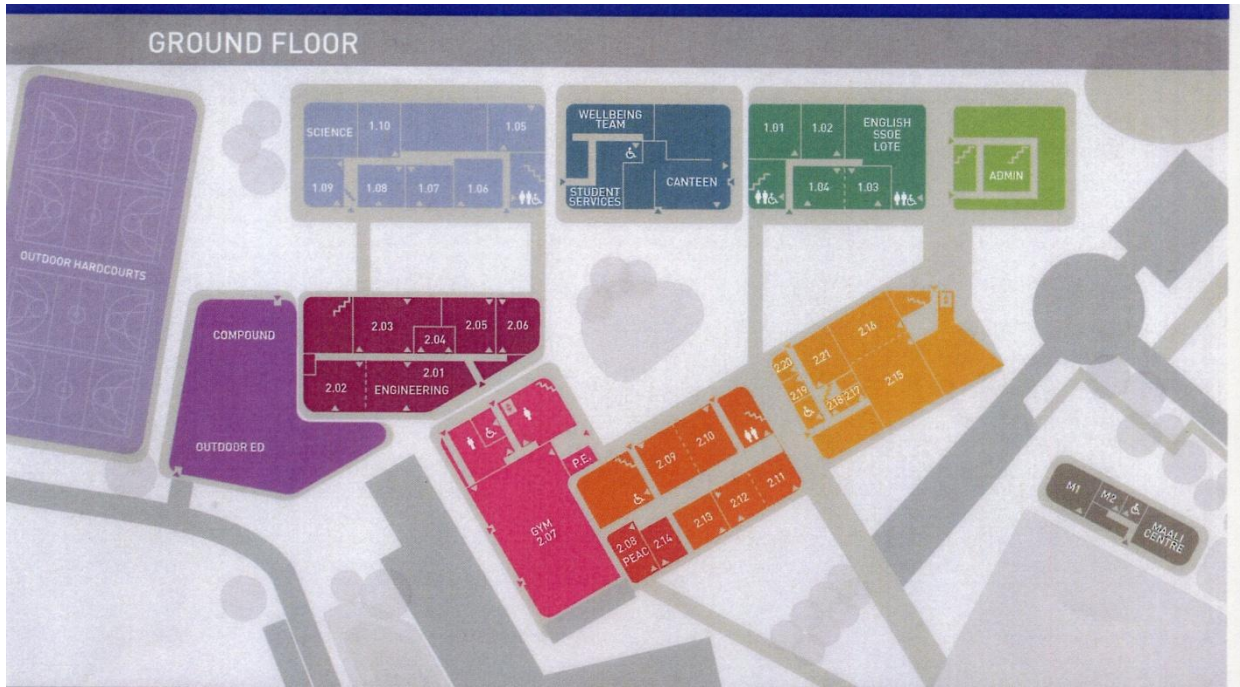 GROUND FLOOR
SCIENCE
1.10
1.05
1.09
1.08
1.07
1.06
WELLBEING
TEAM
STUDENT
SERVICES
CANTEEN
1.01
1.02
ENGLISH
SSOE
LOTE
1.04
1.03
ADMIN
OUTDOOR HARDCOURTS
COMPOUND
OUTDOOR ED
2.03
2.04
2.05
2.06
2.02
2.01
ENGINEERING
P.E.
GYM
2.07
2.09
2.10
2.08
PEAC
2.14
2.13
2.12
2.11
2.20
2.21
2.16
2.19
2.18
2.17
2.15
M1
M2
MAALI
CENTRE